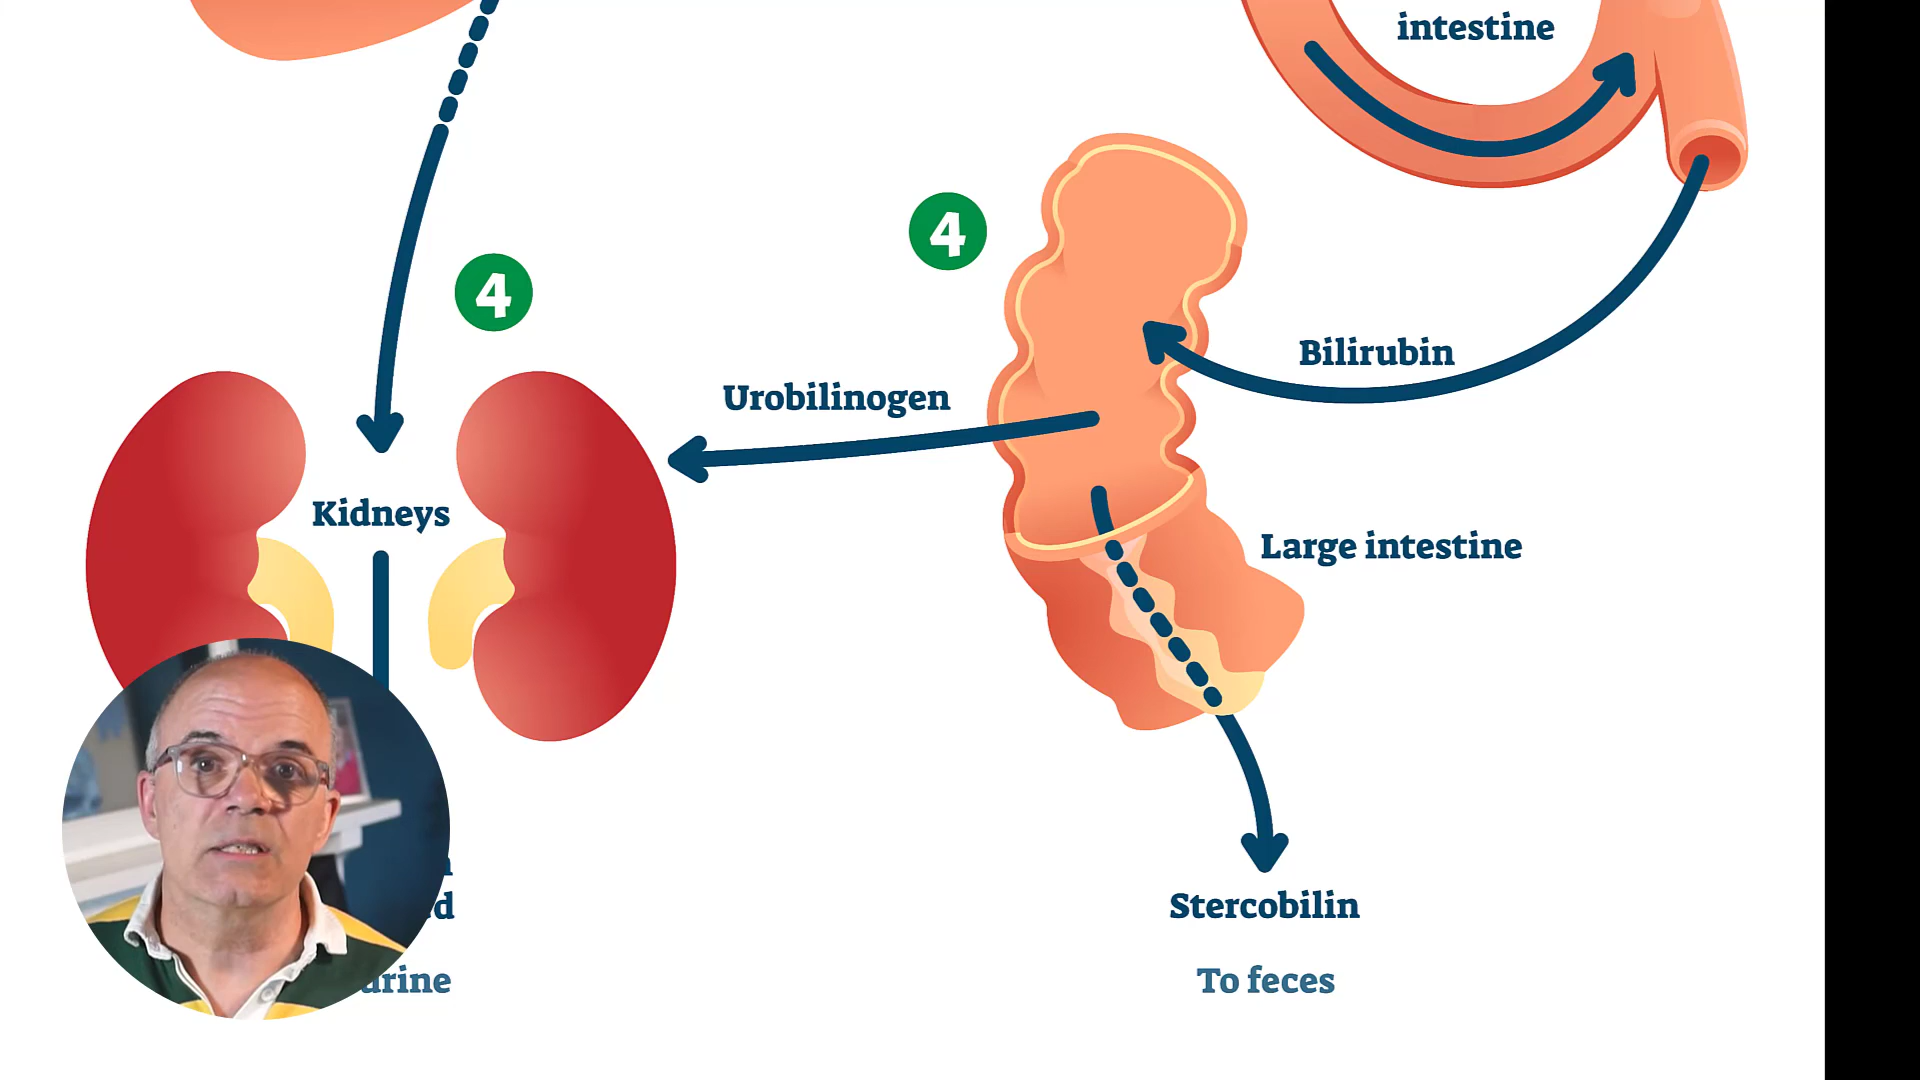 intestine
4
4
Bilirubin
Urobilinogen
Kidneys
Large intestine
Stercobilin
To feces